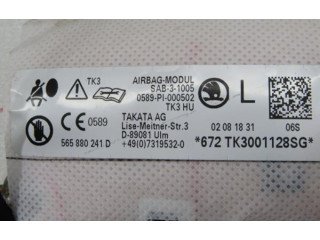 TK3
AIRBAG-MODUL
SAB-3-1005
0589-PI-000502
TK3 HU
L
02 08 18 31
06S
CE 0589
TAKATA AG
Lise-Meitner-Str.3
D-89081 Ulm
565 880 241 D
+49(0)7319532-0
*672 TK3001128SG*